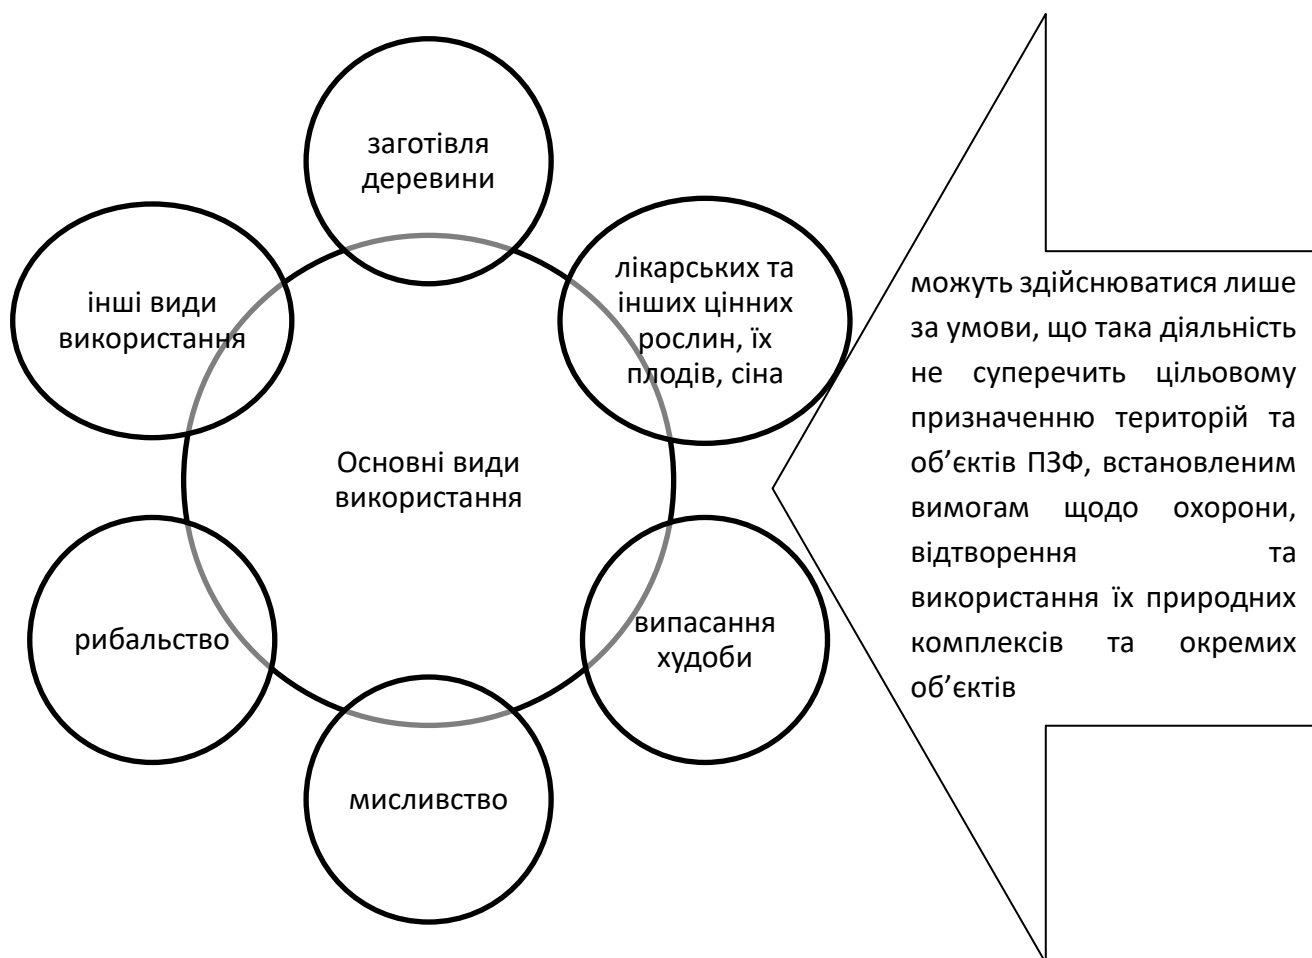 заготівля
деревини
лікарських та
інших цінних
рослин, їх
плодів, сіна
випасання
худоби
мисливство
рибальство
інші види
використання
Основні види
використання
можуть здійснюватися лише
за умови, що така діяльність
не суперечить цільовому
призначенню територій та
об’єктів ПЗФ, встановленим
вимогам щодо охорони,
відтворення та
використання їх природних
комплексів та окремих
об’єктів